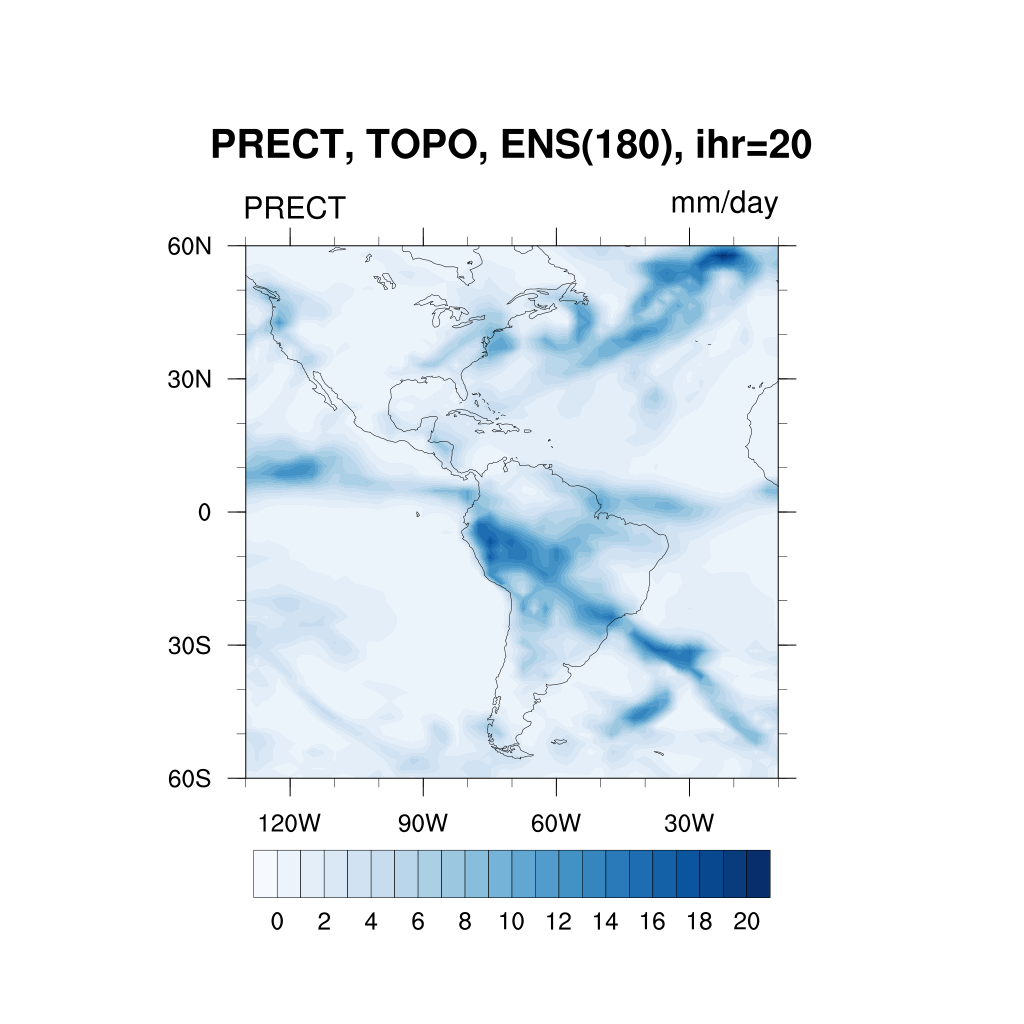 PRECT, TOPO, ENS(180), ihr=20
PRECT mm/day
60N
30N
0
30S
60S
120W 90W 60W 30W
0 2 4 6 8 10 12 14 16 18 20